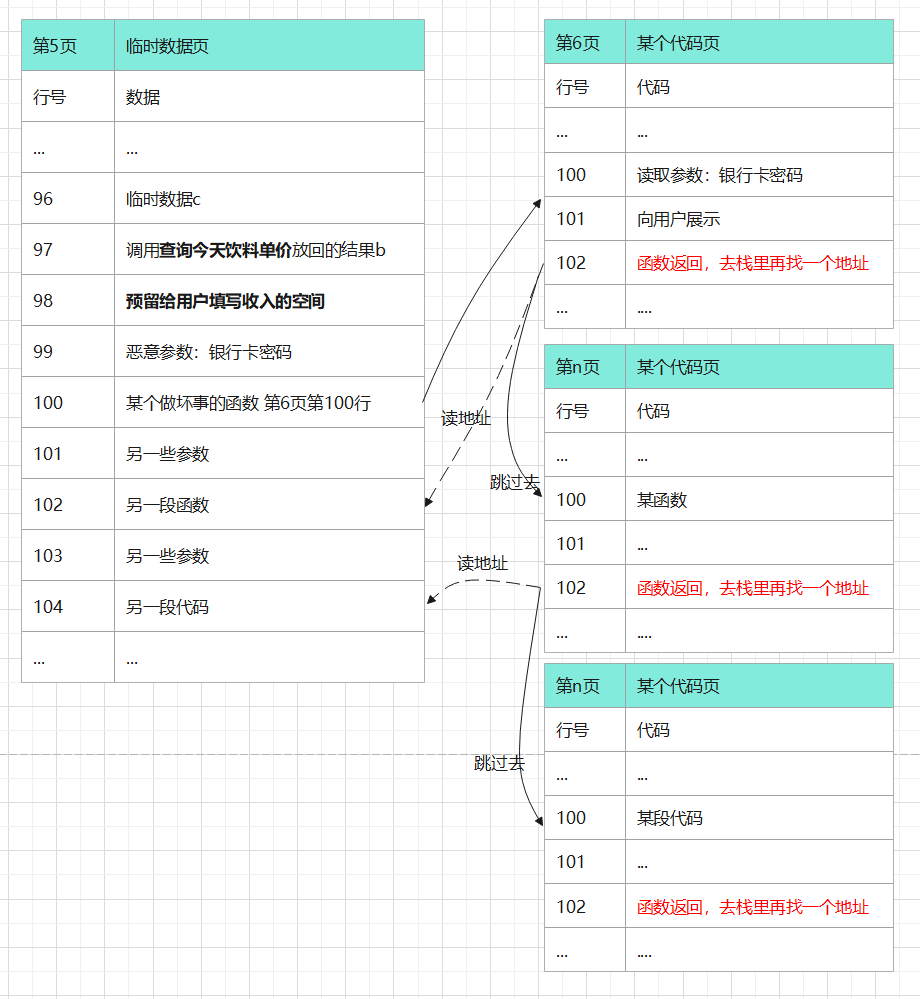 第5页 临时数据页
行号 数据
... ...
96 临时数据c
97 调用查询今天饮料单价放回的结果b
98 预留给用户填写收入的空间
99 恶意参数：银行卡密码
100 某个做坏事的函数 第6页第100行
101 另一些参数
102 另一段函数
103 另一些参数
104 另一段代码
... ...
读地址
跳过去
读地址
跳过去
第6页 某个代码页
行号 代码
... ...
100 读取参数：银行卡密码
101 向用户展示
102 函数返回，去栈里再找一个地址
... ....
第n页 某个代码页
行号 代码
... ...
100 某函数
101 ...
102 函数返回，去栈里再找一个地址
... ....
第n页 某个代码页
行号 代码
... ...
100 某段代码
101 ...
102 函数返回，去栈里再找一个地址
... ....